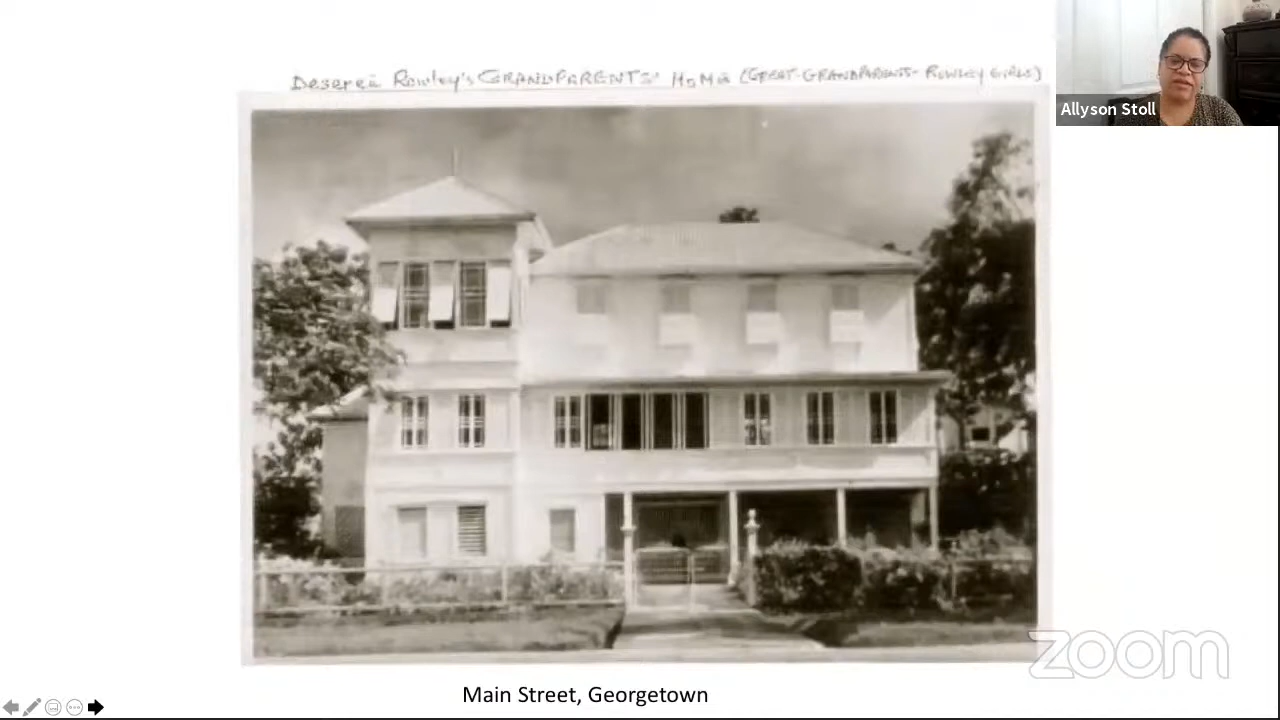 Deseree Rowley's GRANDPARENTS' HOME (GREAT-GRANDPARENTS- ROWLEY GIRLS)
Allyson Stoll
zoom
Main Street, Georgetown